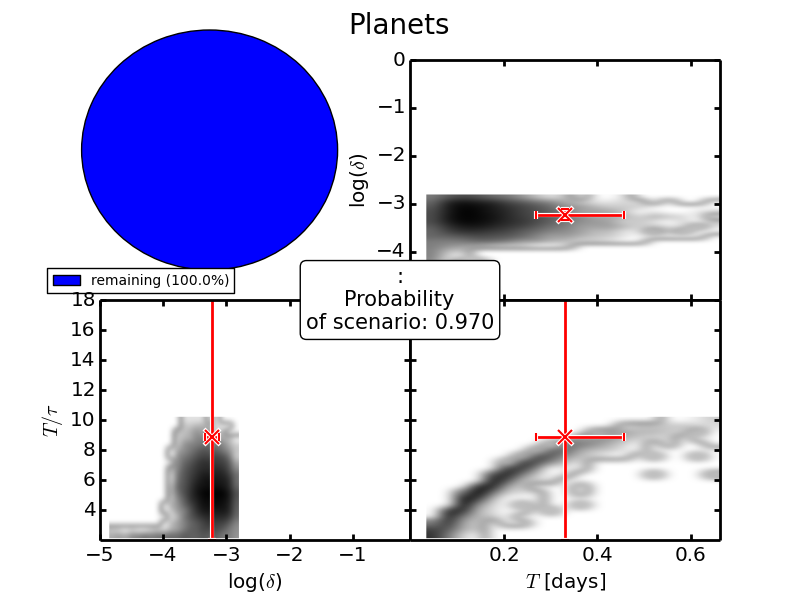 Planets
0
−1
−2
−3
−4
log(δ)
remaining (100.0%)
:
Probability
of scenario: 0.970
18
16
14
12
10
8
6
4
T/τ
−5 −4 −3 −2 −1
log(δ)
0.2 0.4 0.6
T [days]